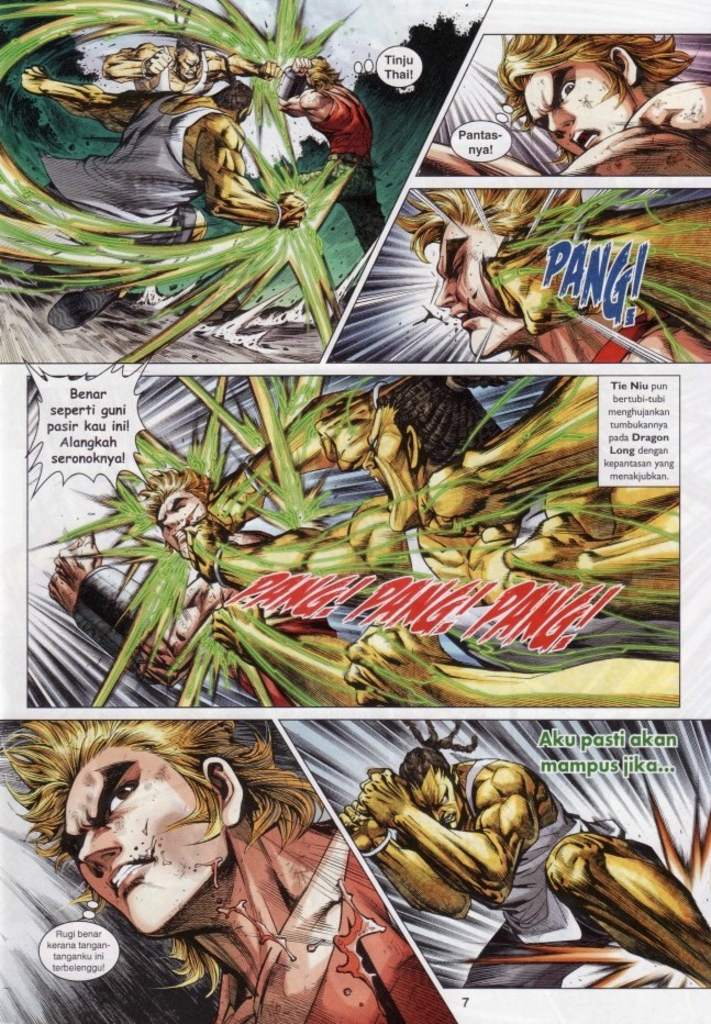 Tinju
Thai!
Pantas-
nya!
PANG!
Benar
seperti guni
pasir kau ini!
Alangkah
seronoknya!
Tie Niu pun
bertubi-tubi
menghujankan
tumbukannya
pada Dragon
Long dengan
kepantasan yang
menakjubkan.
PANG! PANG! PANG!
Rugi benar
kerana tangan-
tanganku ini
terbelenggu!
Aku pasti akan
mampus jika...
7